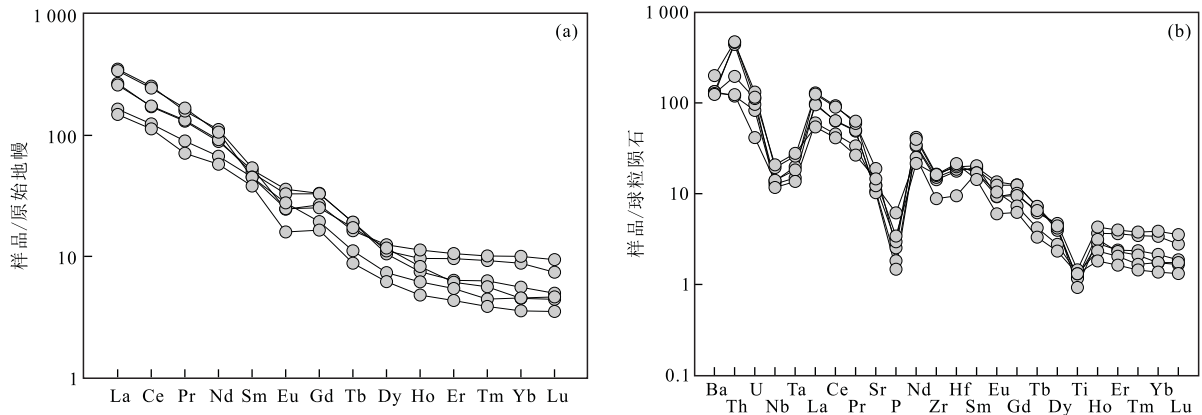 1 000
(a)
100
10
1
样品/原始地幔
La Ce Pr Nd Sm Eu Gd Tb Dy Ho Er Tm Yb Lu
1 000
(b)
100
10
1
0.1
样品/球粒陨石
Ba U Ta Ce Sr Nd Hf Eu Tb Ti Er Yb
Th Nb La Pr P Zr Sm Gd Dy Ho Tm Lu